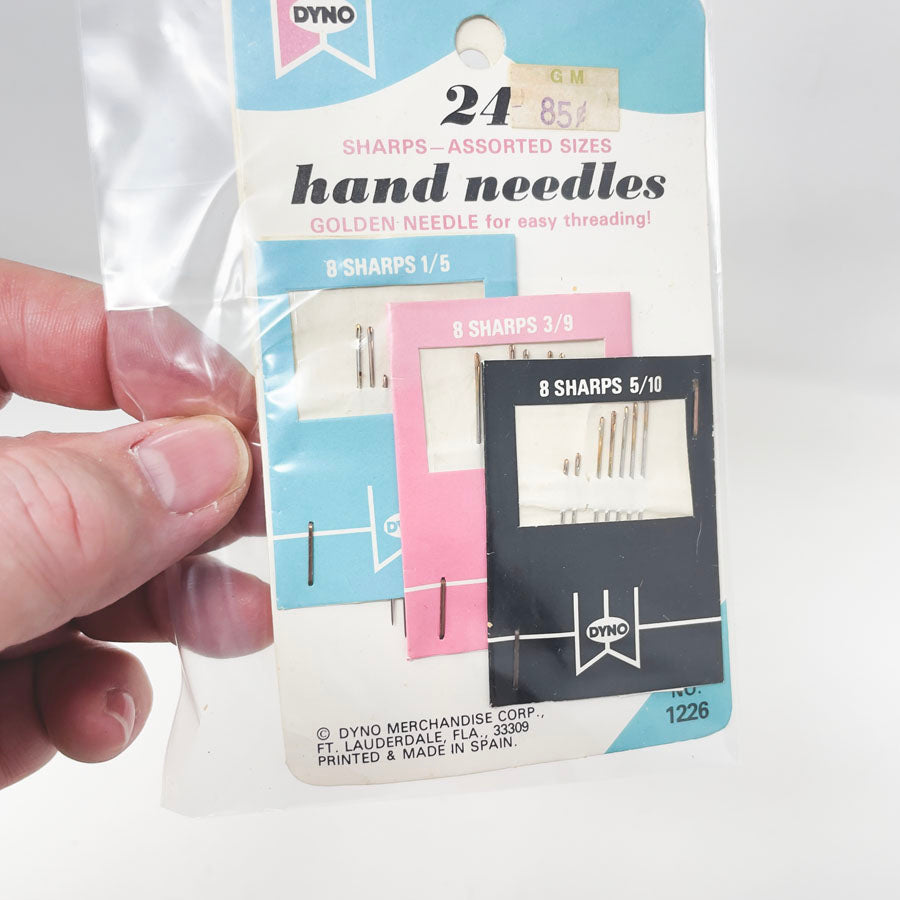 DYNO
GM
85¢
24
SHARPS—ASSORTED SIZES
hand needles
GOLDEN NEEDLE for easy threading!
8 SHARPS 1/5
8 SHARPS 3/9
8 SHARPS 5/10
DYNO
NO.
1226
© DYNO MERCHANDISE CORP.,
FT. LAUDERDALE, FLA., 33309
PRINTED & MADE IN SPAIN.